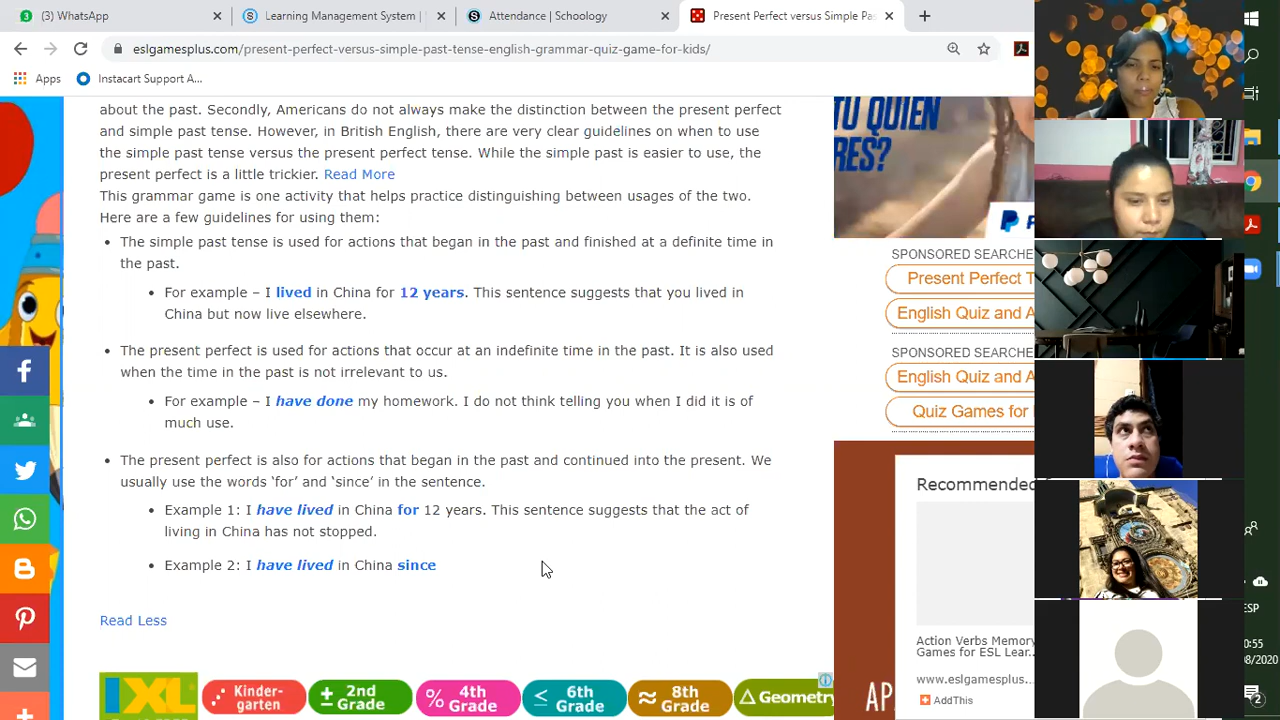 (3) WhatsApp
Learning Management System |
Attendance | Schoology
Present Perfect versus Simple Pas
eslgamesplus.com/present-perfect-versus-simple-past-tense-english-grammar-quiz-game-for-kids/
Apps
Instacart Support A...
about the past. Secondly, Americans do not always make the distinction between the present perfect
and simple past tense. However, in British English, there are very clear guidelines on when to use
the simple past tense versus the present perfect tense. While the simple past is easier to use, the
present perfect is a little trickier. Read More
This grammar game is one activity that helps practice distinguishing between usages of the two.
Here are a few guidelines for using them:
• The simple past tense is used for actions that began in the past and finished at a definite time in
the past.
• For example – I lived in China for 12 years. This sentence suggests that you lived in
China but now live elsewhere.
• The present perfect is used for actions that occur at an indefinite time in the past. It is also used
when the time in the past is not irrelevant to us.
• For example – I have done my homework. I do not think telling you when I did it is of
much use.
• The present perfect is also for actions that began in the past and continued into the present. We
usually use the words ‘for’ and ‘since’ in the sentence.
• Example 1: I have lived in China for 12 years. This sentence suggests that the act of
living in China has not stopped.
• Example 2: I have lived in China since
Read Less
IXL
Kinder-
garten
2nd
Grade
4th
Grade
6th
Grade
8th
Grade
Geometry
TU QUIEN
RES?
SPONSORED SEARCHE
Present Perfect T
English Quiz and A
SPONSORED SEARCHE
English Quiz and A
Quiz Games for
Recommended
Action Verbs Memory
Games for ESL Lear...
www.eslgamesplus...
AddThis
AP
ESP
0:55
8/2020
2